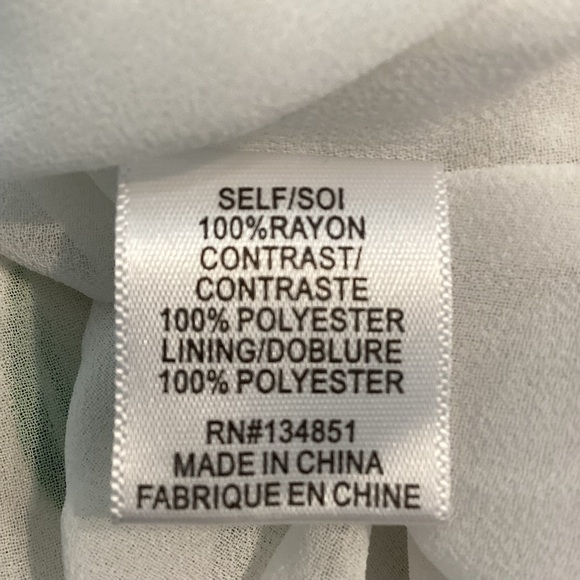 SELF/SOI
100%RAYON
CONTRAST/
CONTRASTE
100% POLYESTER
LINING/DOBLURE
100% POLYESTER
RN#134851
MADE IN CHINA
FABRIQUE EN CHINE